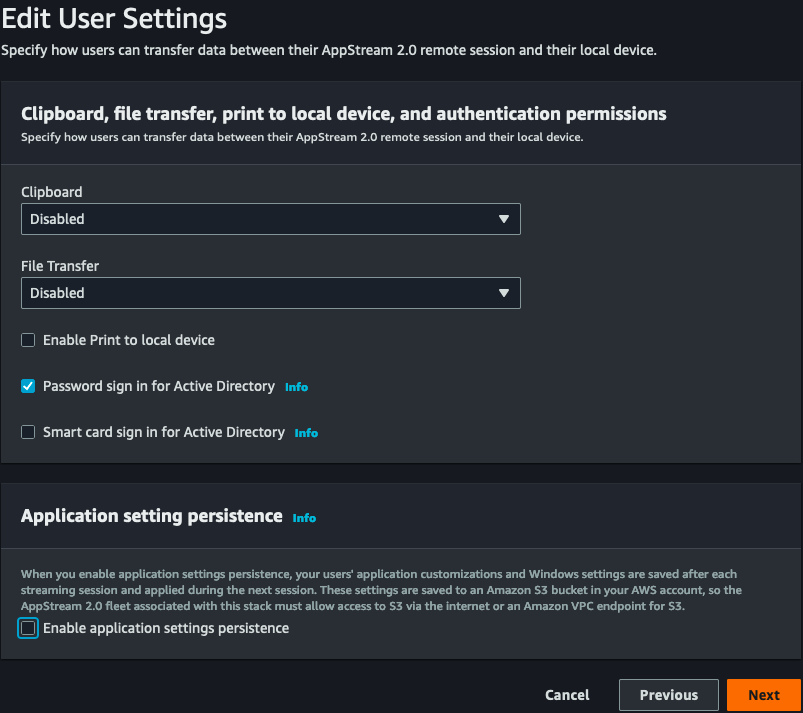 Edit User Settings
Specify how users can transfer data between their AppStream 2.0 remote session and their local device.
Clipboard, file transfer, print to local device, and authentication permissions
Specify how users can transfer data between their AppStream 2.0 remote session and their local device.
Clipboard
Disabled
File Transfer
Disabled
Enable Print to local device
Password sign in for Active Directory Info
Smart card sign in for Active Directory Info
Application setting persistence Info
When you enable application settings persistence, your users' application customizations and Windows settings are saved after each
streaming session and applied during the next session. These settings are saved to an Amazon S3 bucket in your AWS account, so the
AppStream 2.0 fleet associated with this stack must allow access to S3 via the internet or an Amazon VPC endpoint for S3.
Enable application settings persistence
Cancel Previous Next